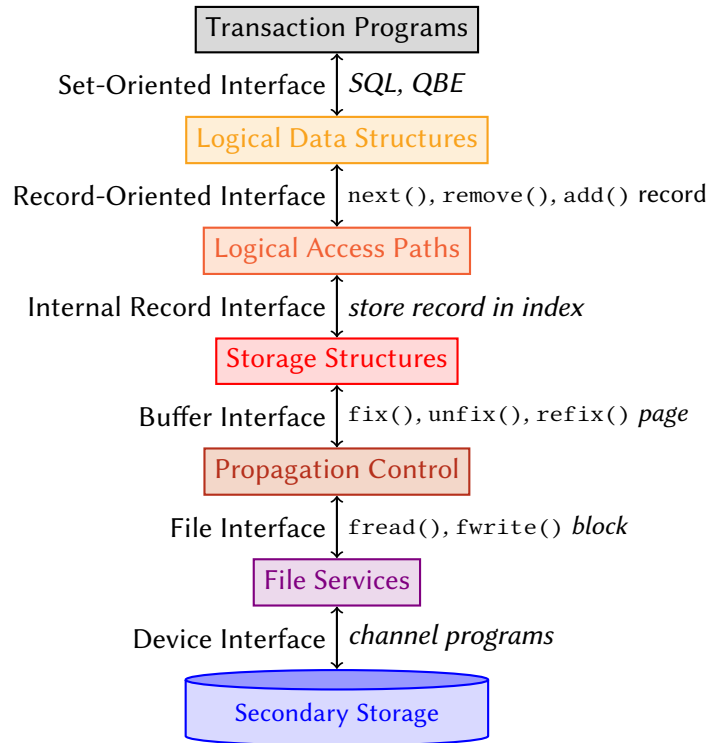 Transaction Programs
Set-Oriented Interface SQL, QBE
Logical Data Structures
Record-Oriented Interface next(), remove(), add() record
Logical Access Paths
Internal Record Interface store record in index
Storage Structures
Buffer Interface fix(), unfix(), refix() page
Propagation Control
File Interface fread(), fwrite() block
File Services
Device Interface channel programs
Secondary Storage